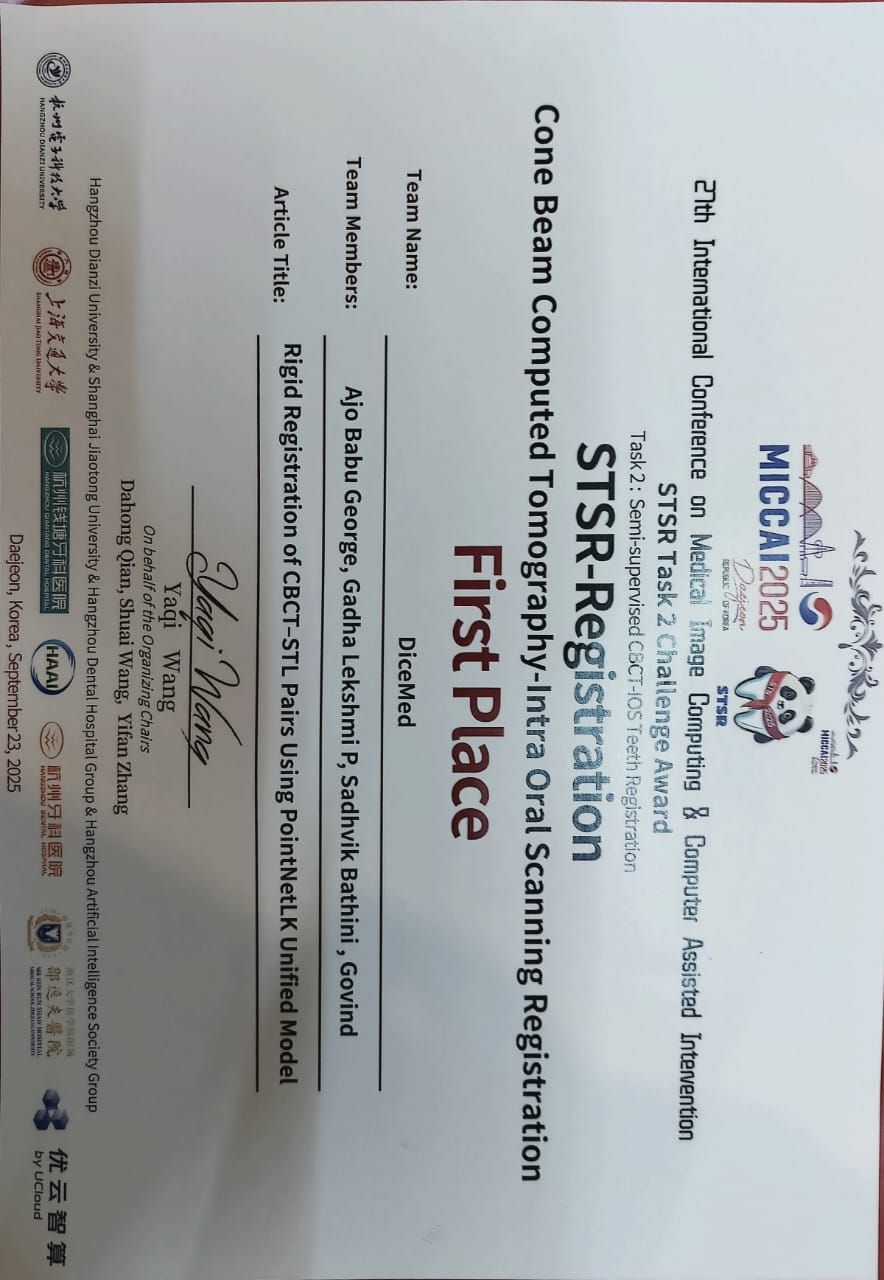 MICCAI2025
Daejeon
REPUBLIC OF KOREA
MICCAI2025
STS 2025
STSR
27th International Conference on Medical Image Computing & Computer Assisted Intervention
STSR Task 2 Challenge Award
Task 2: Semi-supervised CBCT-IOS Teeth Registration
STSR-Registration
Cone Beam Computed Tomography-Intra Oral Scanning Registration
First Place
Team Name: DiceMed
Team Members: Ajo Babu George, Gadha Lekshmi P, Sadhvik Bathini , Govind
Article Title: Rigid Registration of CBCT–STL Pairs Using PointNetLK Unified Model
Yaqi Wang
Yaqi Wang
On behalf of the Organizing Chairs
Dahong Qian, Shuai Wang, Yifan Zhang
Hangzhou Dianzi University & Shanghai Jiaotong University & Hangzhou Dental Hospital Group & Hangzhou Artificial Intelligence Society Group
杭州電子科技大学
HANGZHOU DIANZI UNIVERSITY
上海交通大学
SHANGHAI JIAO TONG UNIVERSITY
杭州钱塘牙科医院
HANGZHOU QIANTANG DENTAL HOSPITAL
HAAI
杭州牙科医院
HANGZHOU DENTAL HOSPITAL
浙江大学医学院附属
邵逸夫醫院
SIR RUN RUN SHAW HOSPITAL
优云智算
by UCloud
Daejeon, Korea, September 23, 2025